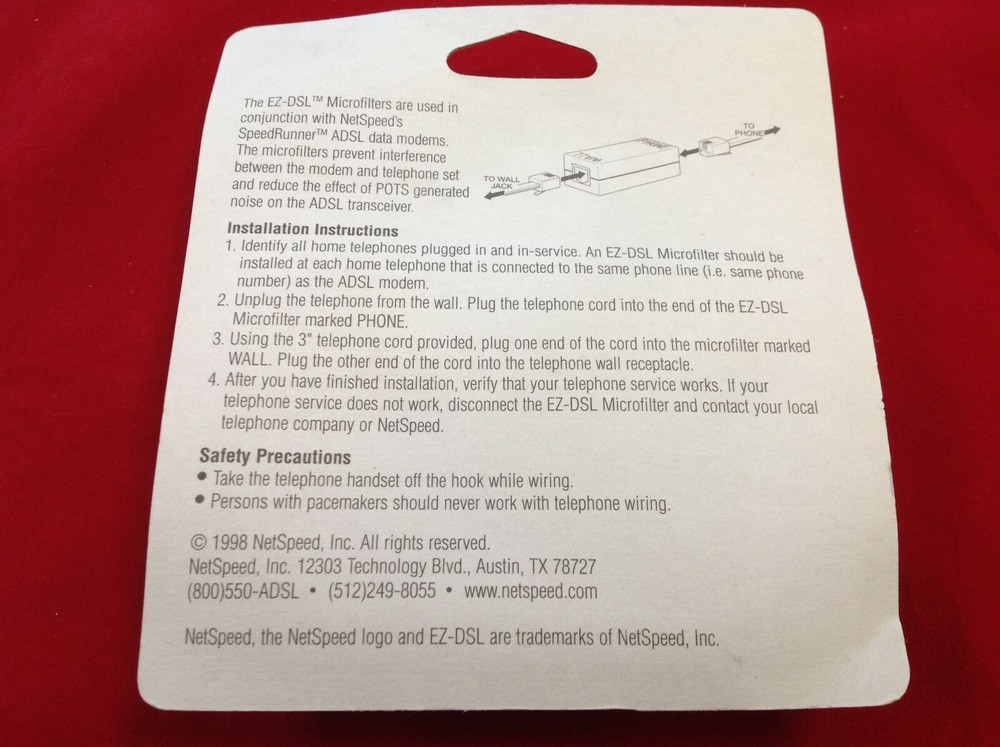 The EZ-DSL™ Microfilters are used in
conjunction with NetSpeed's
SpeedRunner™ ADSL data modems.
The microfilters prevent interference
between the modem and telephone set
and reduce the effect of POTS generated
noise on the ADSL transceiver.
TO WALL
JACK
WALL
PHONE
TO
PHONE
Installation Instructions
1. Identify all home telephones plugged in and in-service. An EZ-DSL Microfilter should be
installed at each home telephone that is connected to the same phone line (i.e. same phone
number) as the ADSL modem.
2. Unplug the telephone from the wall. Plug the telephone cord into the end of the EZ-DSL
Microfilter marked PHONE.
3. Using the 3" telephone cord provided, plug one end of the cord into the microfilter marked
WALL. Plug the other end of the cord into the telephone wall receptacle.
4. After you have finished installation, verify that your telephone service works. If your
telephone service does not work, disconnect the EZ-DSL Microfilter and contact your local
telephone company or NetSpeed.
Safety Precautions
• Take the telephone handset off the hook while wiring.
• Persons with pacemakers should never work with telephone wiring.
© 1998 NetSpeed, Inc. All rights reserved.
NetSpeed, Inc. 12303 Technology Blvd., Austin, TX 78727
(800)550-ADSL • (512)249-8055 • www.netspeed.com
NetSpeed, the NetSpeed logo and EZ-DSL are trademarks of NetSpeed, Inc.